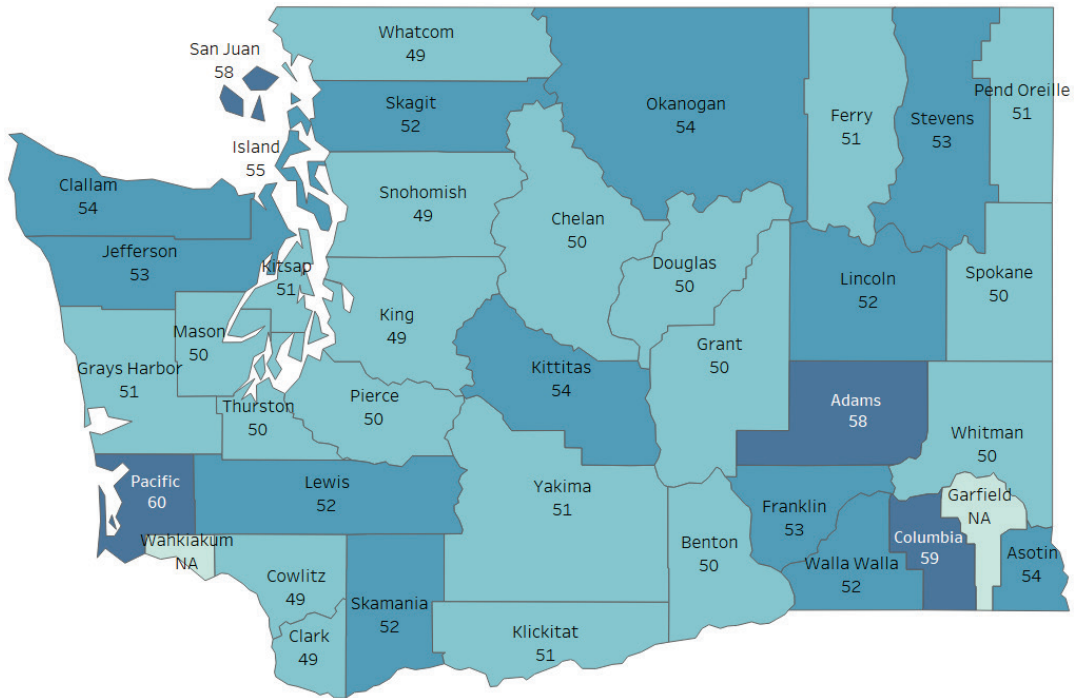 Whatcom
49
San Juan
58
Skagit
52
Okanogan
54
Ferry
51
Stevens
53
Pend Oreille
51
Island
55
Clallam
54
Snohomish
49
Chelan
50
Jefferson
53
Kitsap
51
Douglas
50
Lincoln
52
Spokane
50
King
49
Mason
50
Grant
50
Grays Harbor
51
Kittitas
54
Pierce
50
Thurston
50
Adams
58
Whitman
50
Pacific
60
Lewis
52
Yakima
51
Garfield
NA
Franklin
53
Columbia
59
Wahkiakum
NA
Benton
50
Asotin
54
Walla Walla
52
Cowlitz
49
Skamania
52
Clark
49
Klickitat
51